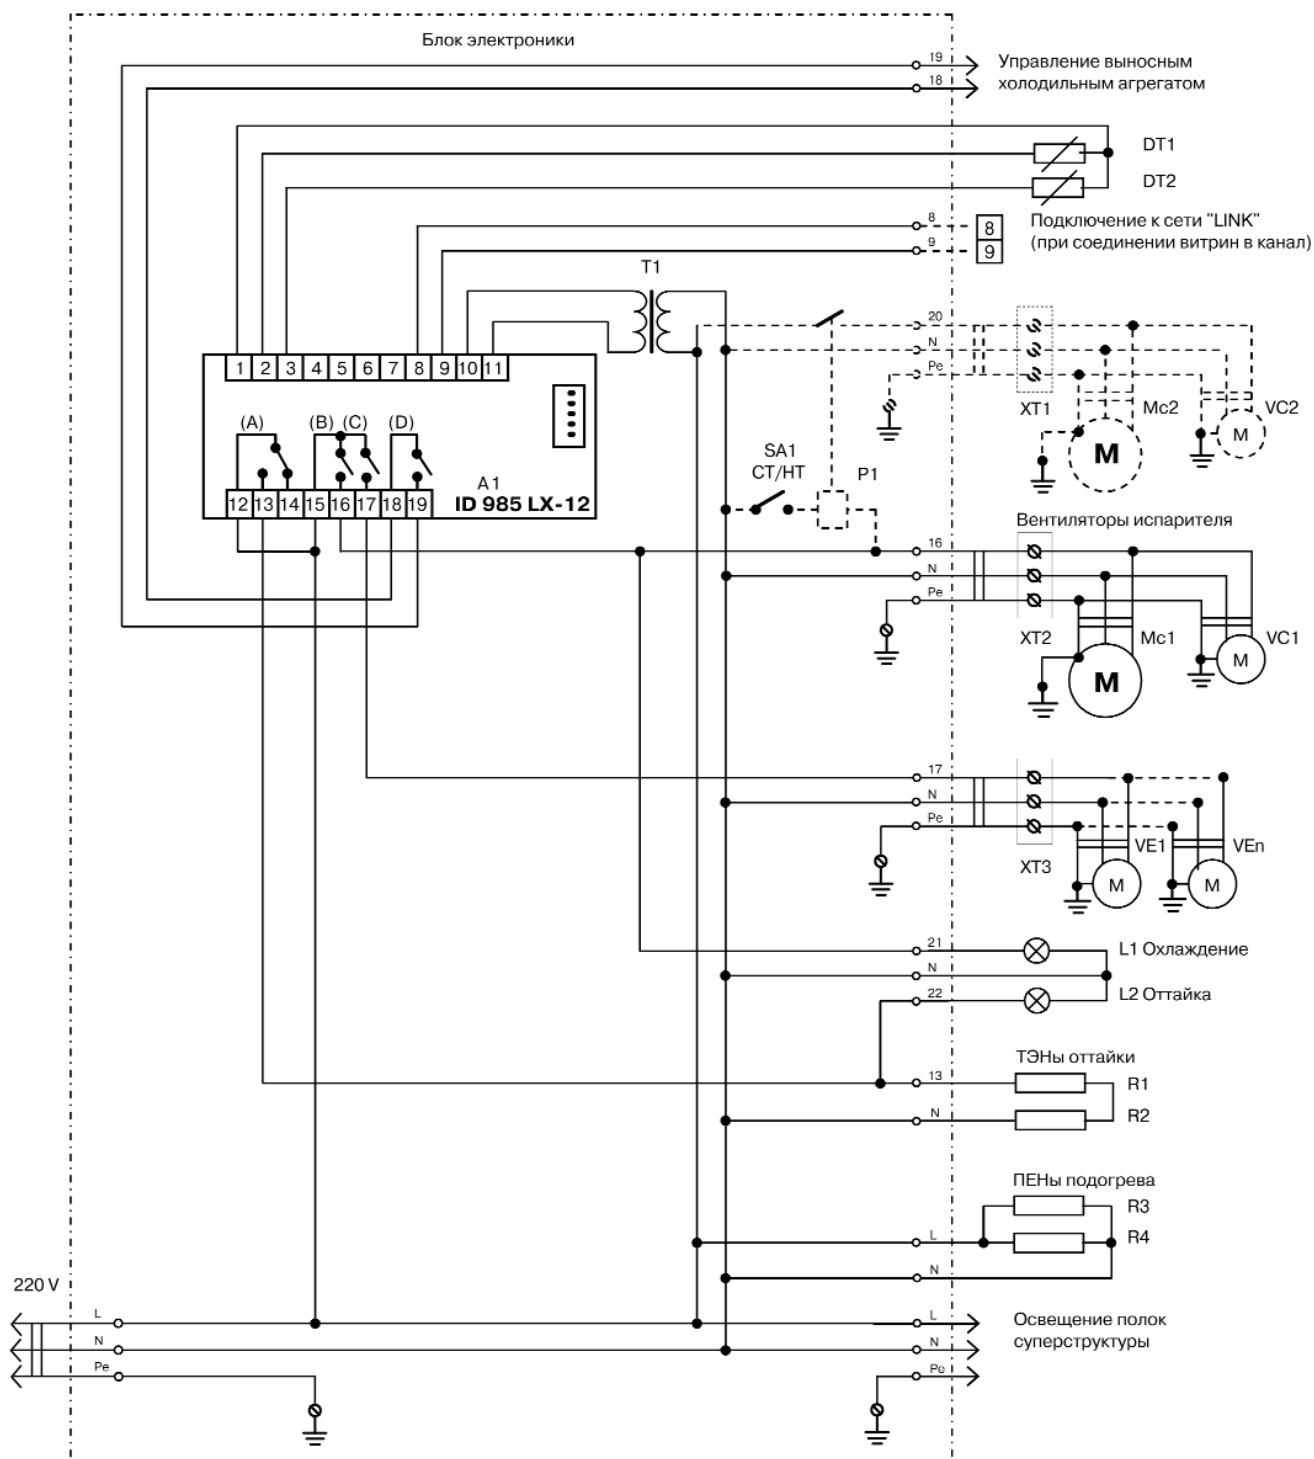 Блок электроники
19
Управление выносным
18
холодильным агрегатом
DT1
DT2
8
8
Подключение к сети "LINK"
9
9
(при соединении витрин в канал)
T1
20
N
Pe
XT1
Mc2
VC2
M
M
1 2 3 4 5 6 7 8 9 10 11
(A) (B) (C) (D)
SA1
CT/HT
P1
A1
ID 985 LX-12
12 13 14 15 16 17 18 19
Вентиляторы испарителя
16
N
Pe
XT2
Mc1
VC1
M
M
17
N
Pe
XT3
VE1
VEn
M
M
21
L1 Охлаждение
N
22
L2 Оттайка
ТЭНы оттайки
13
R1
N
R2
ПЕНы подогрева
R3
L
R4
N
220 V
L
L
Освещение полок
N
N
суперструктуры
Pe
Pe